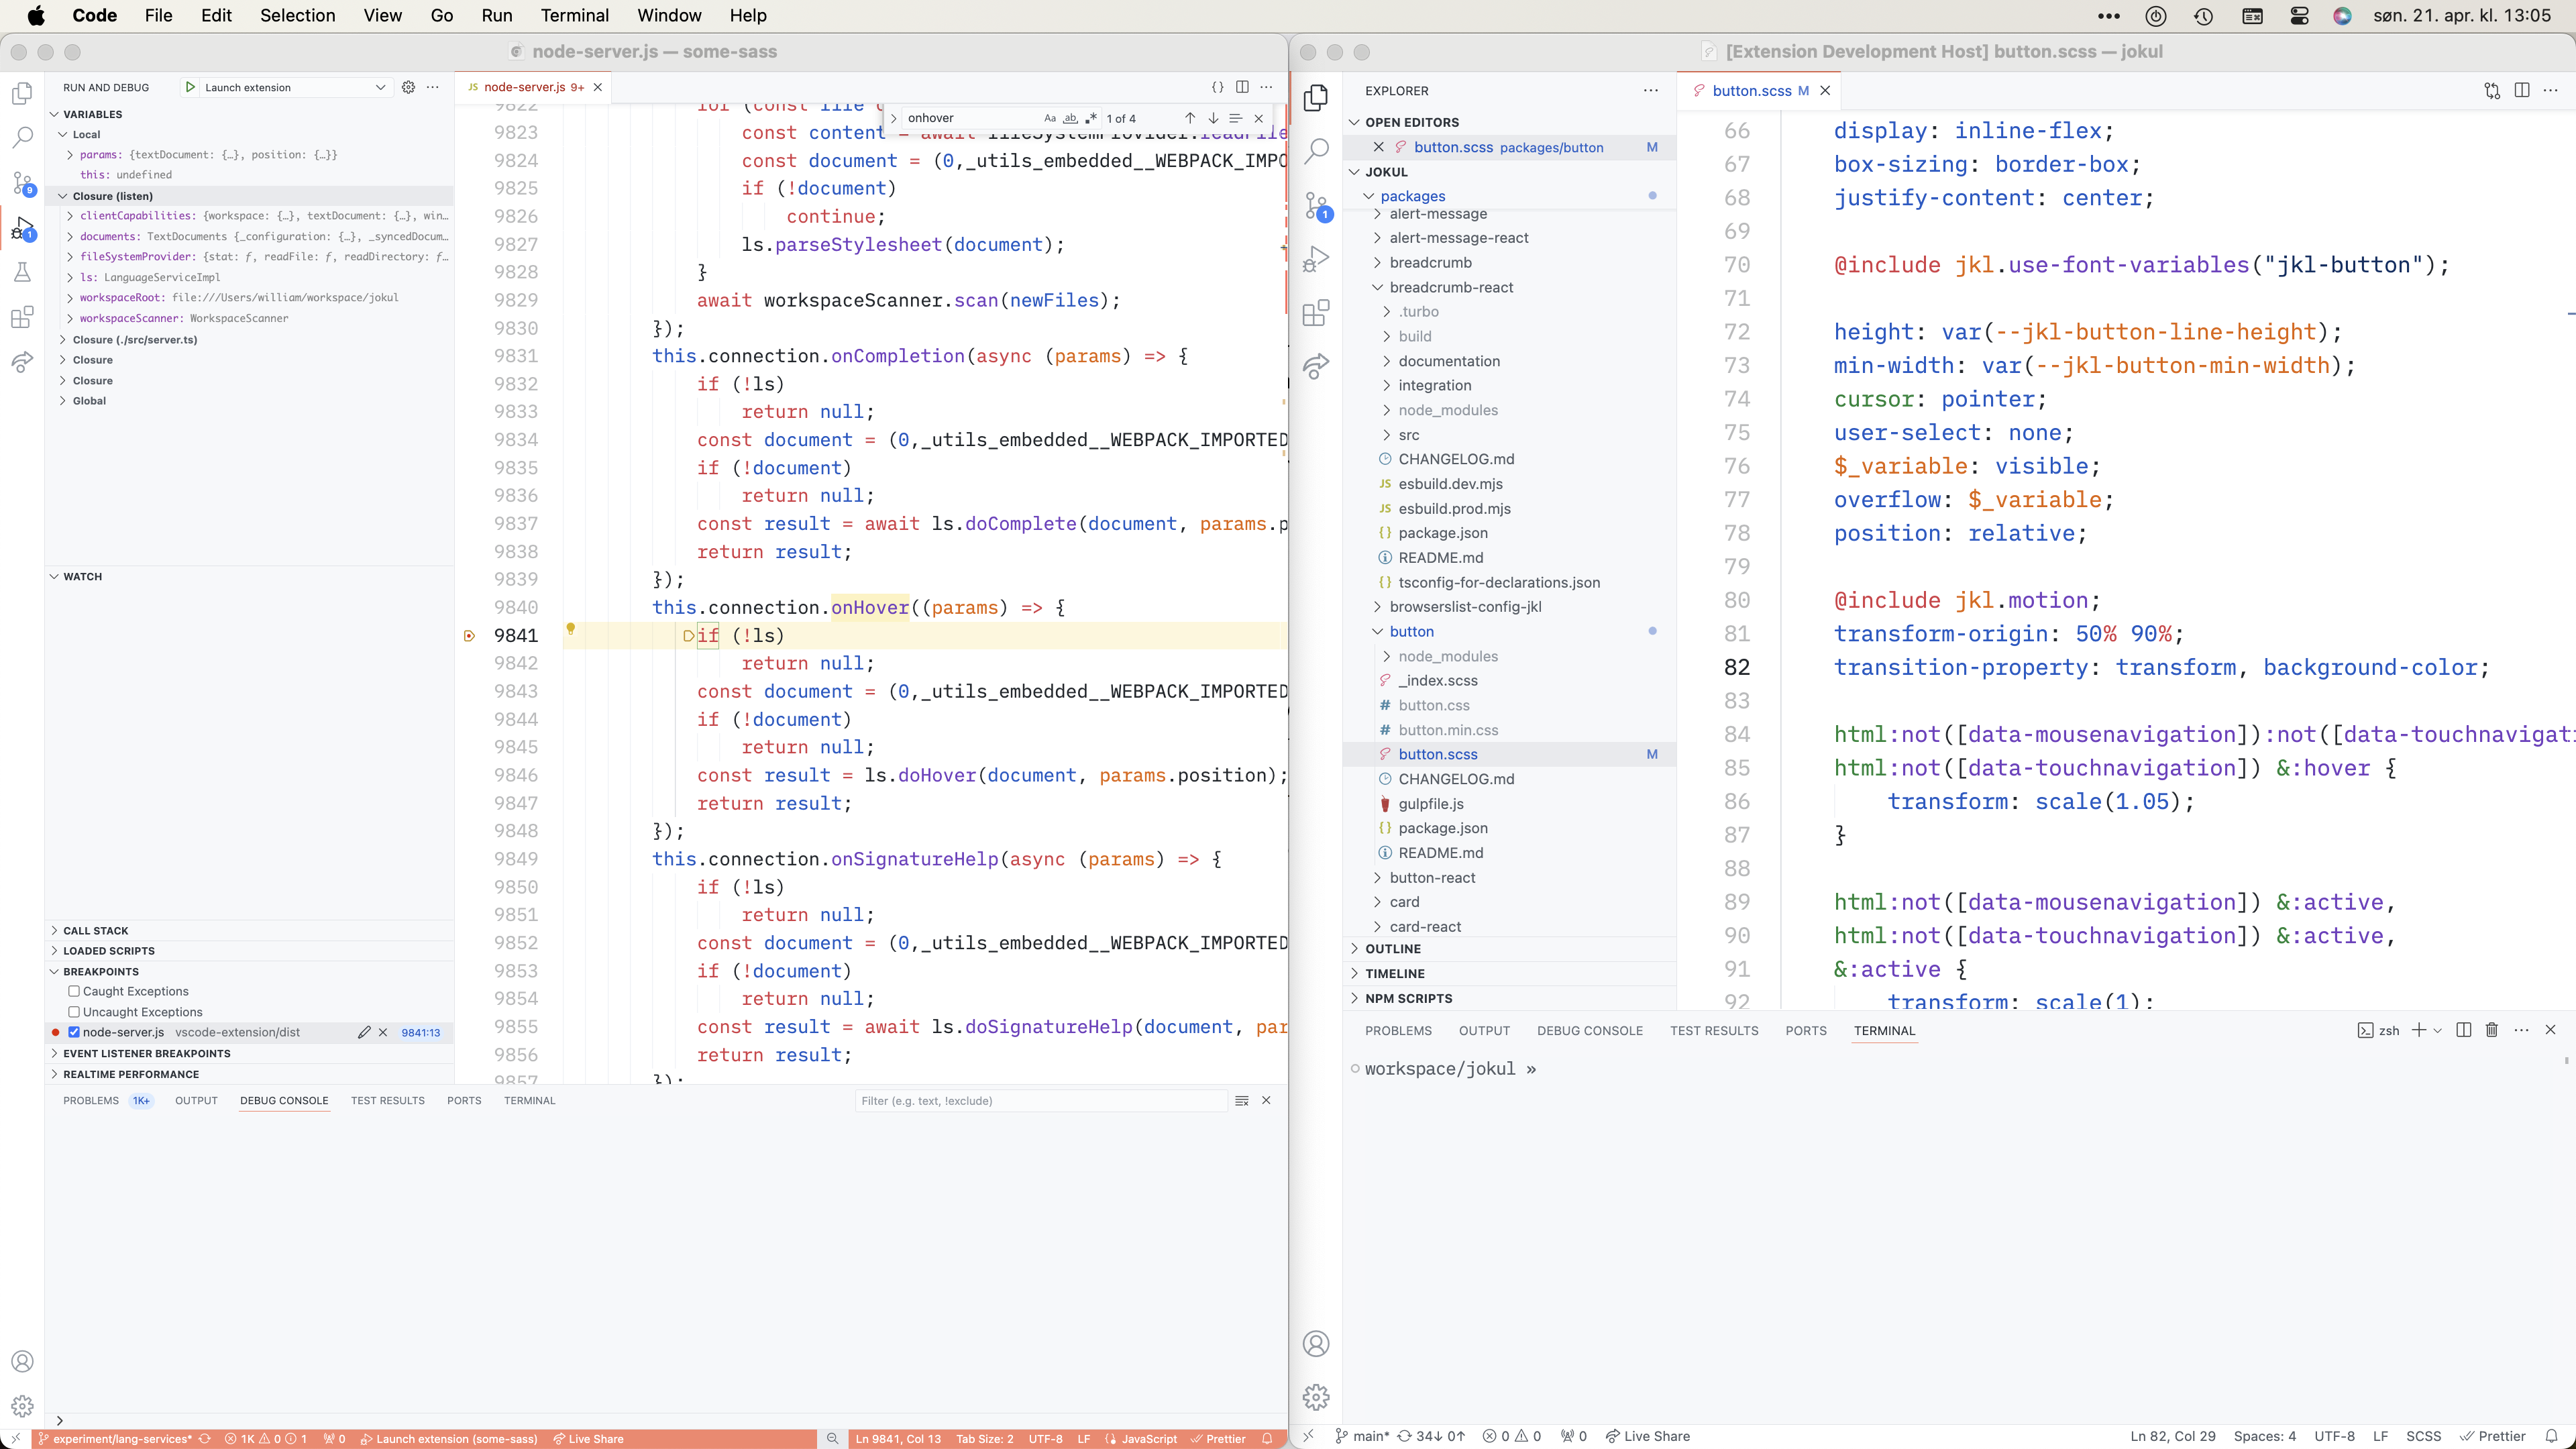 Code File Edit Selection View Go Run Terminal Window Help
søn. 21. apr. kl. 13:05
node-server.js — some-sass
RUN AND DEBUG Launch extension
VARIABLES
Local
params: {textDocument: {…}, position: {…}}
this: undefined
Closure (listen)
clientCapabilities: {workspace: {…}, textDocument: {…}, win…
documents: TextDocuments {_configuration: {…}, _syncedDocum…
fileSystemProvider: {stat: ƒ, readFile: ƒ, readDirectory: ƒ…
ls: LanguageServiceImpl
workspaceRoot: file:///Users/william/workspace/jokul
workspaceScanner: WorkspaceScanner
Closure (./src/server.ts)
Closure
Closure
Global
WATCH
CALL STACK
LOADED SCRIPTS
BREAKPOINTS
Caught Exceptions
Uncaught Exceptions
node-server.js vscode-extension/dist 9841:13
EVENT LISTENER BREAKPOINTS
REALTIME PERFORMANCE
9
1
JS node-server.js 9+
onhover Aa ab 1 of 4
9822 for (const file
9823 const content = await fileSystemProvider.readFile
9824 const document = (0,_utils_embedded__WEBPACK_IMPO
9825 if (!document)
9826 continue;
9827 ls.parseStylesheet(document);
9828 }
9829 await workspaceScanner.scan(newFiles);
9830 });
9831 this.connection.onCompletion(async (params) => {
9832 if (!ls)
9833 return null;
9834 const document = (0,_utils_embedded__WEBPACK_IMPORTED
9835 if (!document)
9836 return null;
9837 const result = await ls.doComplete(document, params.p
9838 return result;
9839 });
9840 this.connection.onHover((params) => {
9841 if (!ls)
9842 return null;
9843 const document = (0,_utils_embedded__WEBPACK_IMPORTED
9844 if (!document)
9845 return null;
9846 const result = ls.doHover(document, params.position);
9847 return result;
9848 });
9849 this.connection.onSignatureHelp(async (params) => {
9850 if (!ls)
9851 return null;
9852 const document = (0,_utils_embedded__WEBPACK_IMPORTED
9853 if (!document)
9854 return null;
9855 const result = await ls.doSignatureHelp(document, par
9856 return result;
9857 });
PROBLEMS 1K+ OUTPUT DEBUG CONSOLE TEST RESULTS PORTS TERMINAL Filter (e.g. text, !exclude)
experiment/lang-services* 1K 0 1 0 Launch extension (some-sass) Live Share Ln 9841, Col 13 Tab Size: 2 UTF-8 LF JavaScript Prettier
[Extension Development Host] button.scss — jokul
EXPLORER
OPEN EDITORS
button.scss packages/button M
JOKUL
packages
alert-message
alert-message-react
breadcrumb
breadcrumb-react
.turbo
build
documentation
integration
node_modules
src
CHANGELOG.md
JS esbuild.dev.mjs
JS esbuild.prod.mjs
{} package.json
README.md
{} tsconfig-for-declarations.json
browserslist-config-jkl
button
node_modules
_index.scss
# button.css
# button.min.css
button.scss M
CHANGELOG.md
gulpfile.js
{} package.json
README.md
button-react
card
card-react
OUTLINE
TIMELINE
NPM SCRIPTS
1
button.scss M
66 display: inline-flex;
67 box-sizing: border-box;
68 justify-content: center;
69
70 @include jkl.use-font-variables("jkl-button");
71
72 height: var(--jkl-button-line-height);
73 min-width: var(--jkl-button-min-width);
74 cursor: pointer;
75 user-select: none;
76 $_variable: visible;
77 overflow: $_variable;
78 position: relative;
79
80 @include jkl.motion;
81 transform-origin: 50% 90%;
82 transition-property: transform, background-color;
83
84 html:not([data-mousenavigation]):not([data-touchnavigati
85 html:not([data-touchnavigation]) &:hover {
86 transform: scale(1.05);
87 }
88
89 html:not([data-mousenavigation]) &:active,
90 html:not([data-touchnavigation]) &:active,
91 &:active {
92 transform: scale(1);
PROBLEMS OUTPUT DEBUG CONSOLE TEST RESULTS PORTS TERMINAL zsh
workspace/jokul »
main* 34↓ 0↑ 0 0 0 Live Share Ln 82, Col 29 Spaces: 4 UTF-8 LF SCSS Prettier